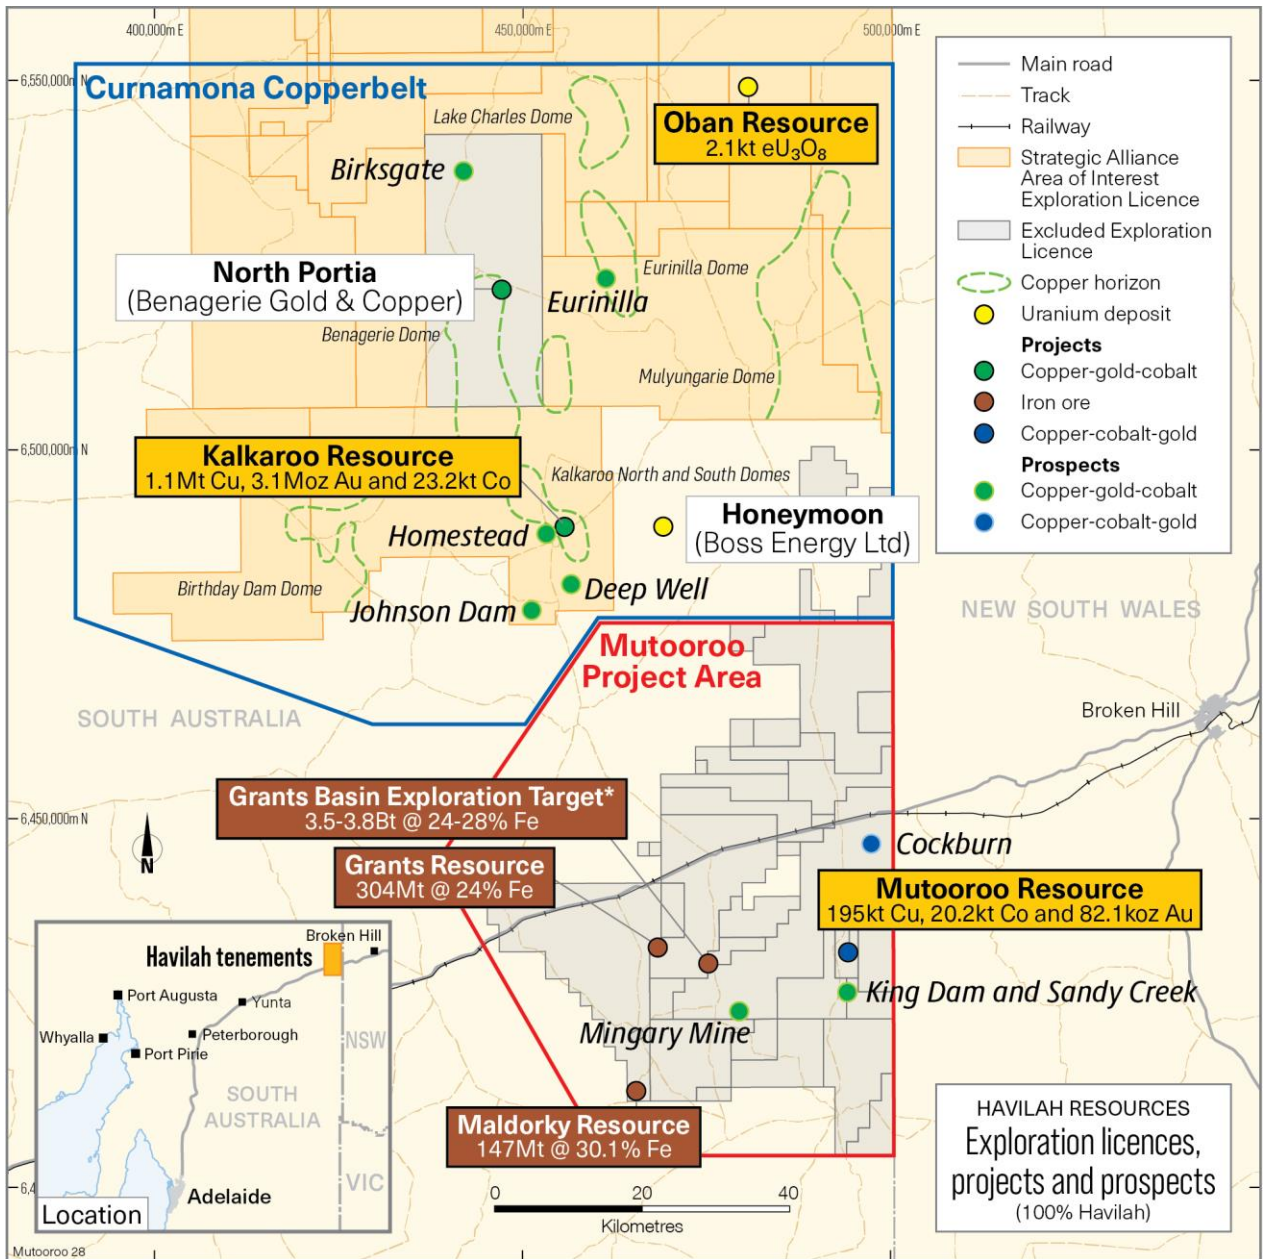 400,000m E
450,000m E
500,000m E
6,550,000m N
Curnamona Copperbelt
Lake Charles Dome
Oban Resource
2.1kt eU₃O₈
Birksgate
North Portia
(Benagerie Gold & Copper)
Eurinilla Dome
Eurinilla
Benagerie Dome
Mulyungarie Dome
6,500,000m N
Kalkaroo Resource
1.1Mt Cu, 3.1Moz Au and 23.2kt Co
Kalkaroo North and South Domes
Homestead
Honeymoon
(Boss Energy Ltd)
Birthday Dam Dome
Deep Well
Johnson Dam
Main road
Track
Railway
Strategic Alliance
Area of Interest
Exploration Licence
Excluded Exploration
Licence
Copper horizon
Uranium deposit
Projects
Copper-gold-cobalt
Iron ore
Copper-cobalt-gold
Prospects
Copper-gold-cobalt
Copper-cobalt-gold
NEW SOUTH WALES
Mutooroo
Project Area
SOUTH AUSTRALIA
Broken Hill
Grants Basin Exploration Target*
3.5-3.8Bt @ 24-28% Fe
6,450,000m N
Grants Resource
304Mt @ 24% Fe
Cockburn
N
Mutooroo Resource
195kt Cu, 20.2kt Co and 82.1koz Au
King Dam and Sandy Creek
Mingary Mine
Maldorky Resource
147Mt @ 30.1% Fe
Broken Hill
Havilah tenements
Port Augusta
Yunta
Whyalla
Peterborough
Port Pirie
NSW
SOUTH
AUSTRALIA
VIC
Adelaide
Location
6,4
0
20
40
Kilometres
HAVILAH RESOURCES
Exploration licences,
projects and prospects
(100% Havilah)
Mutooroo 28